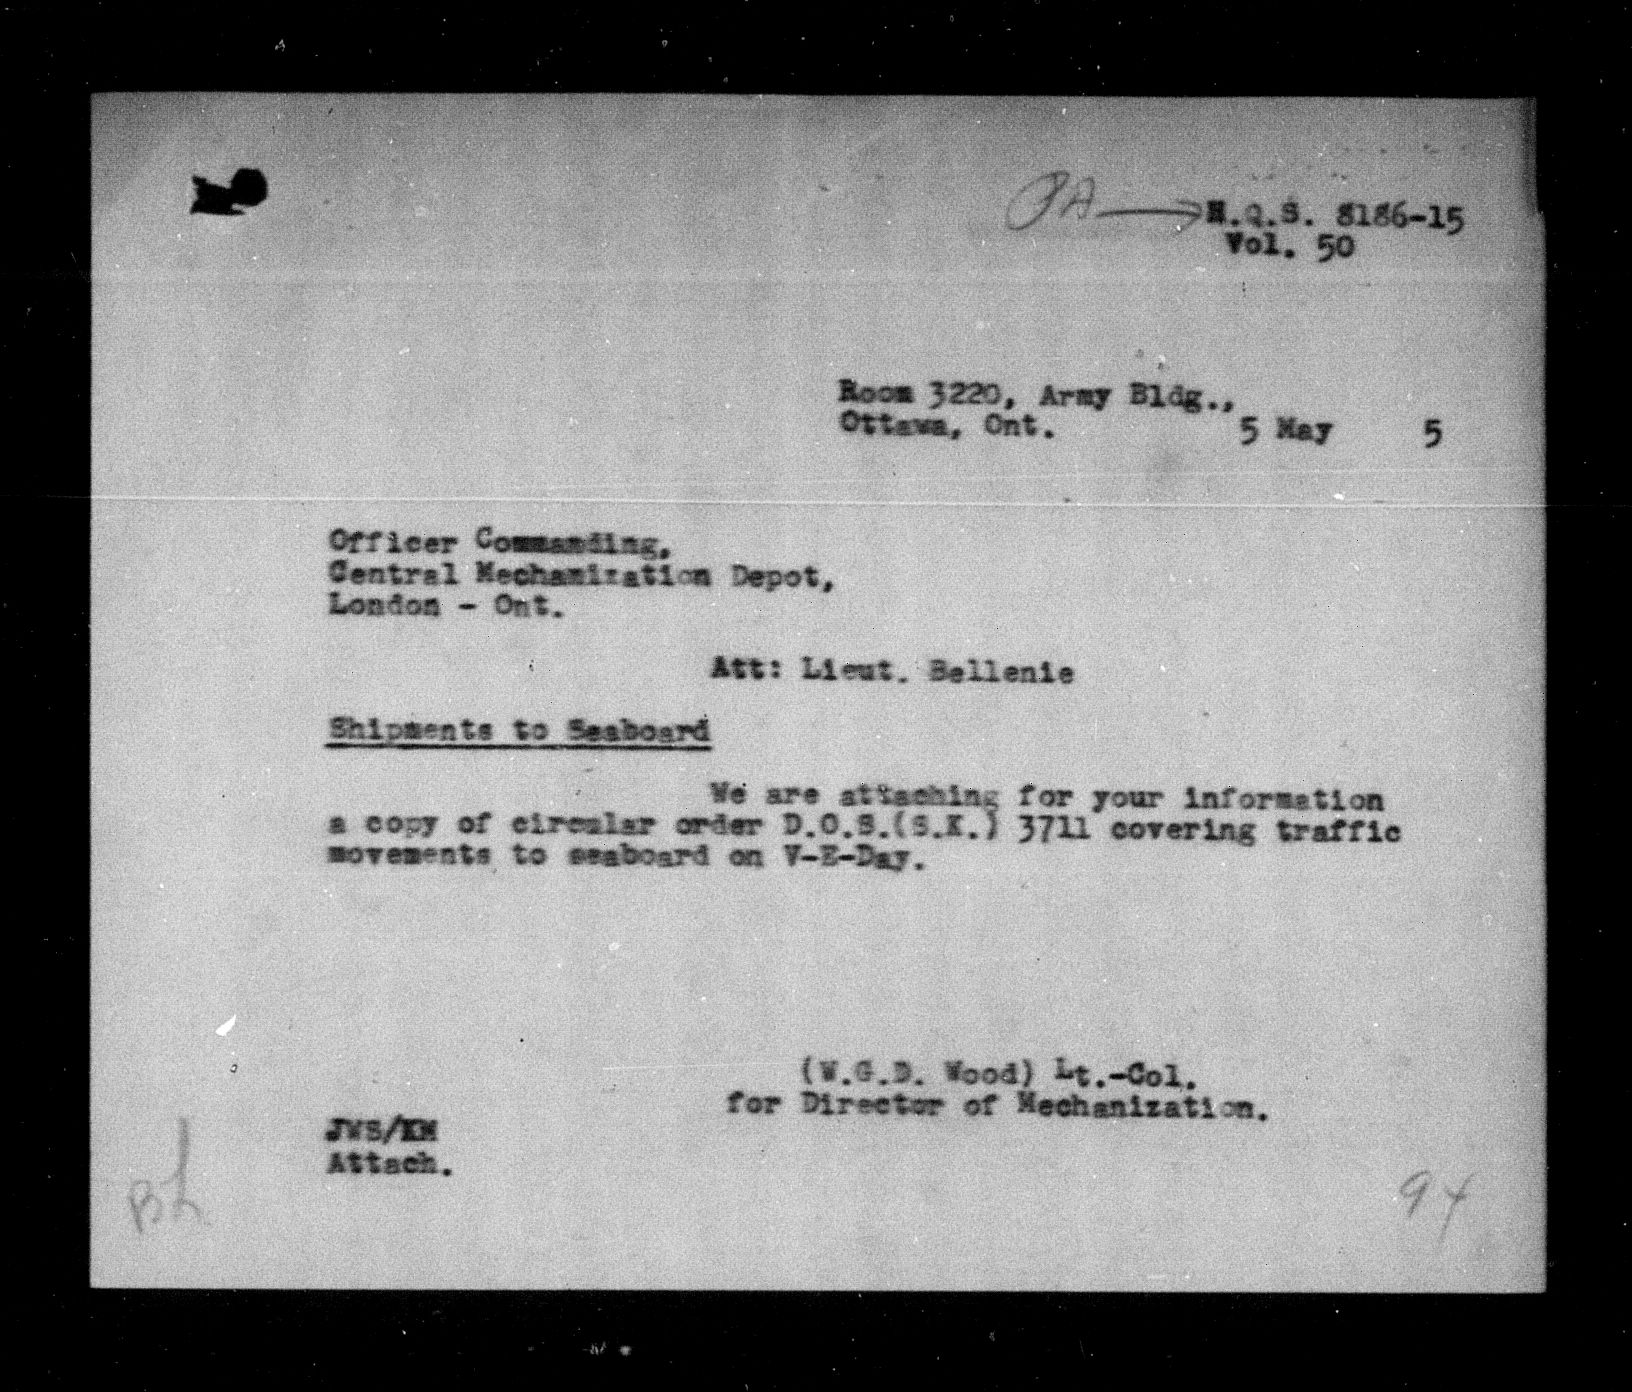 PA → H.Q.S. 8186-15
Vol. 50
Room 3220, Army Bldg.,
Ottawa, Ont. 5 May 5
Officer Commanding,
Central Mechanization Depot,
London - Ont.
Att: Lieut. Bellenie
Shipments to Seaboard
We are attaching for your information
a copy of circular order D.O.S.(S.K.) 3711 covering traffic
movements to seaboard on V-E-Day.
(W.G.D. Wood) Lt.-Col.
for Director of Mechanization.
JWS/KM
Attach.
94